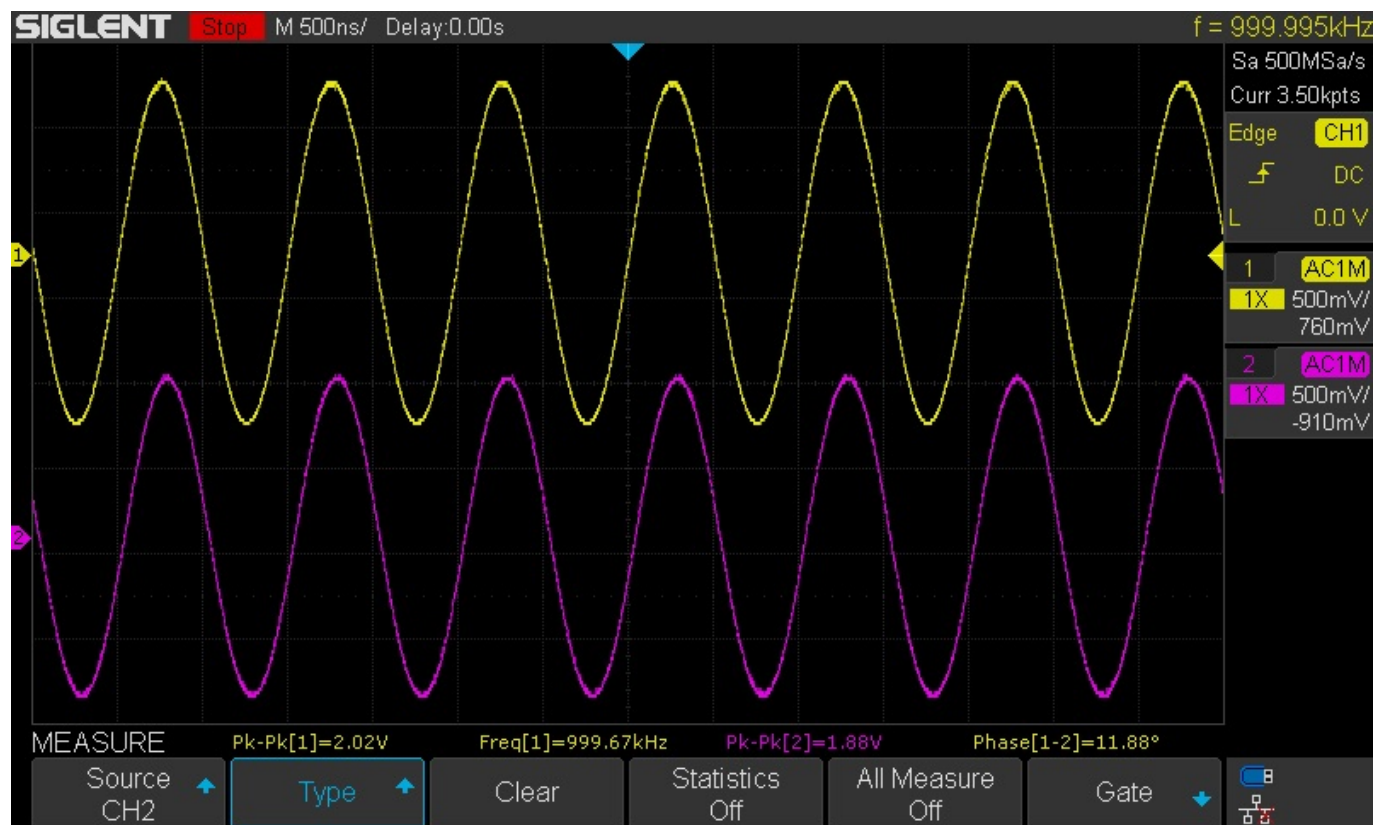 SIGLENT Stop M 500ns/ Delay:0.00s f = 999.995kHz
Sa 500MSa/s
Curr 3.50kpts
Edge CH1
DC
L 0.0 V
1 AC1M
1X 500mV/
760mV
2 AC1M
1X 500mV/
-910mV
1
2
MEASURE Pk-Pk[1]=2.02V Freq[1]=999.67kHz Pk-Pk[2]=1.88V Phase[1-2]=11.88°
Source
CH2
Type
Clear
Statistics
Off
All Measure
Off
Gate